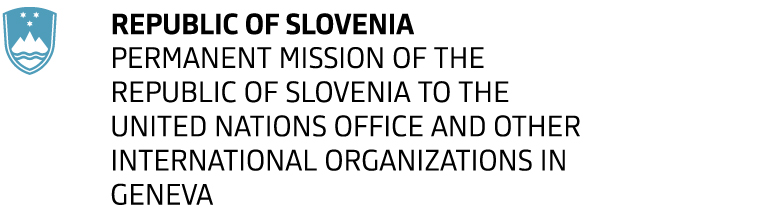 REPUBLIC OF SLOVENIA
PERMANENT MISSION OF THE
REPUBLIC OF SLOVENIA TO THE
UNITED NATIONS OFFICE AND OTHER
INTERNATIONAL ORGANIZATIONS IN
GENEVA